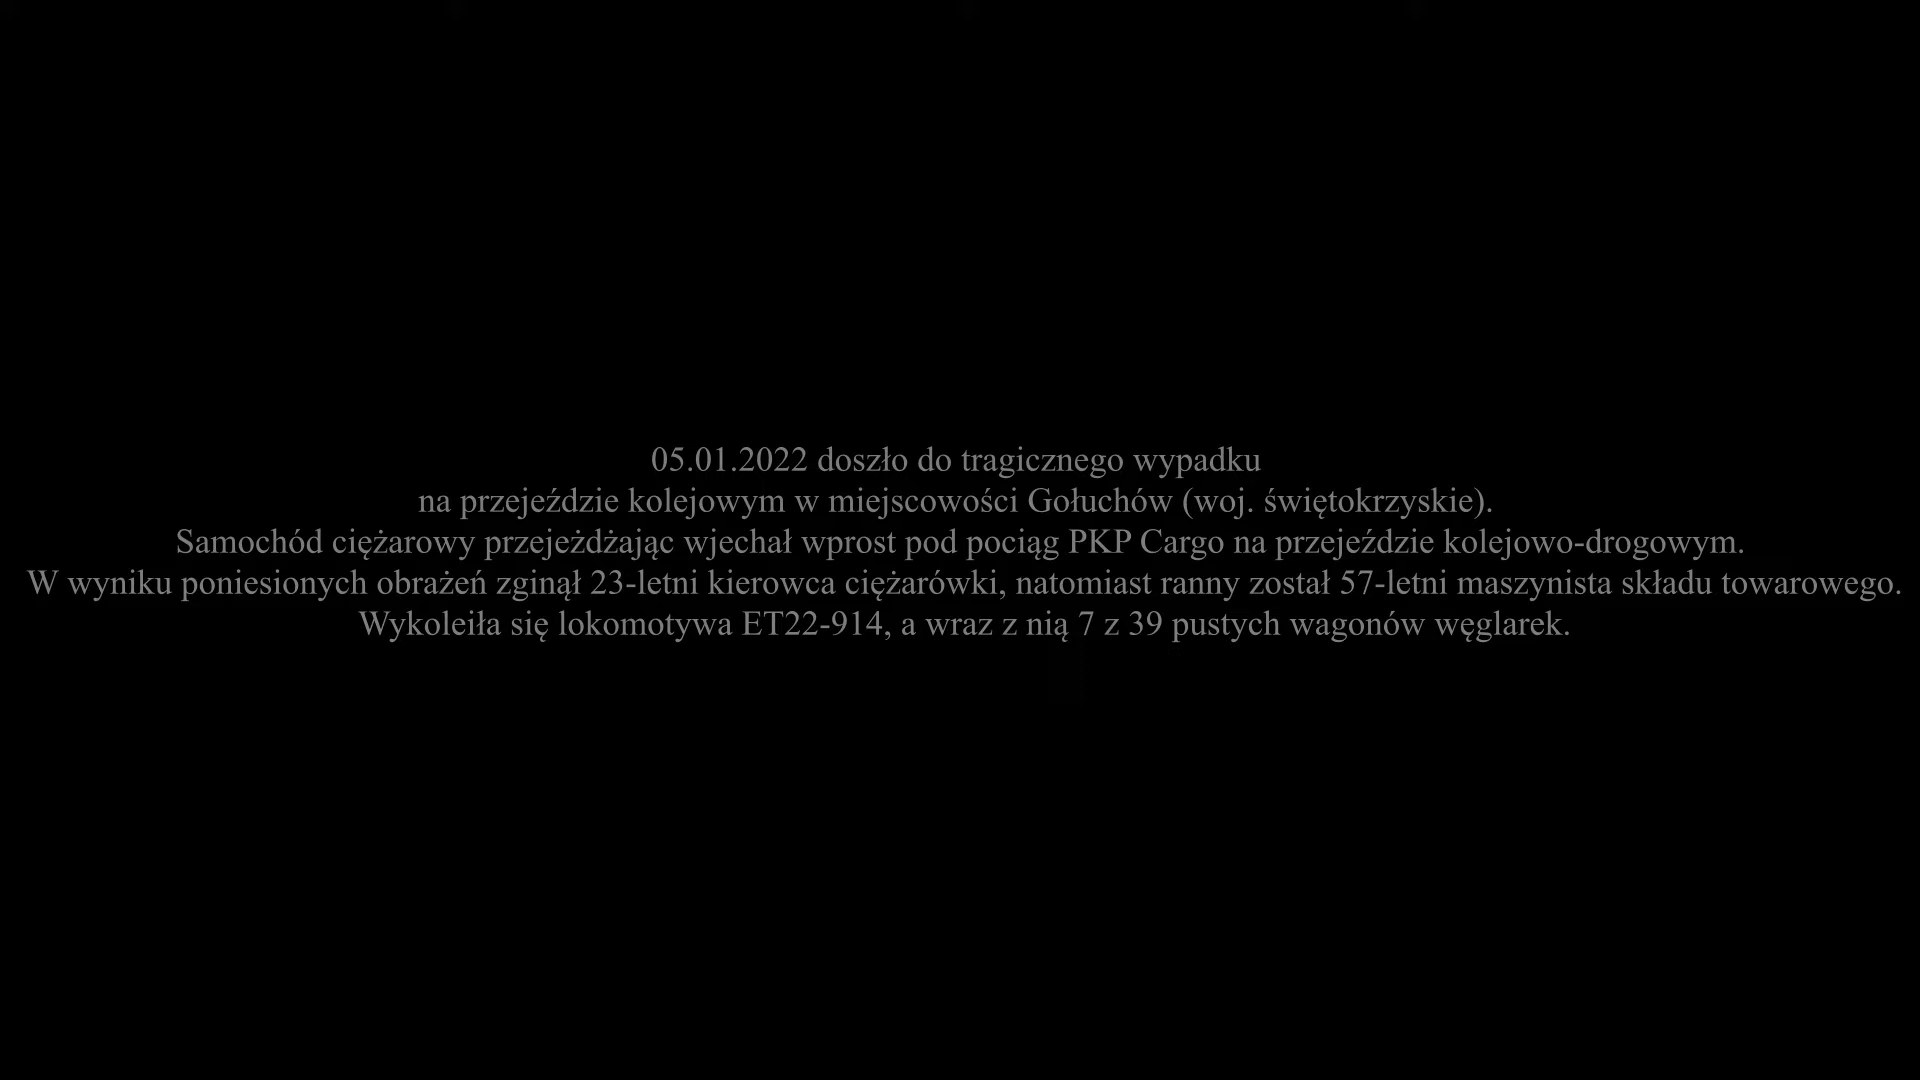 05.01.2022 doszło do tragicznego wypadku
na przejeździe kolejowym w miejscowości Gołuchów (woj. świętokrzyskie).
Samochód ciężarowy przejeżdżając wjechał wprost pod pociąg PKP Cargo na przejeździe kolejowo-drogowym.
W wyniku poniesionych obrażeń zginął 23-letni kierowca ciężarówki, natomiast ranny został 57-letni maszynista składu towarowego.
Wykoleiła się lokomotywa ET22-914, a wraz z nią 7 z 39 pustych wagonów węglarek.